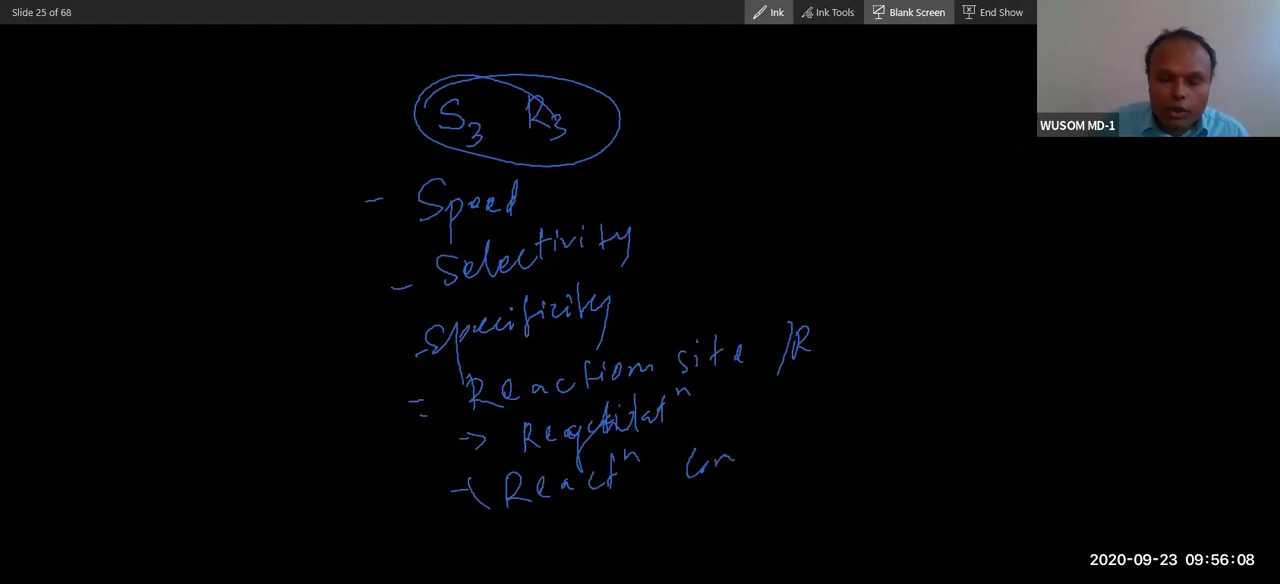 Slide 25 of 68
Ink
Ink Tools
Blank Screen
End Show
WUSOM MD-1
S3 R3
- Speed
- Selectivity
- Specificity
= Reaction site /R
→ Regulatⁿ
→ Reactⁿ Con
2020-09-23 09:56:08